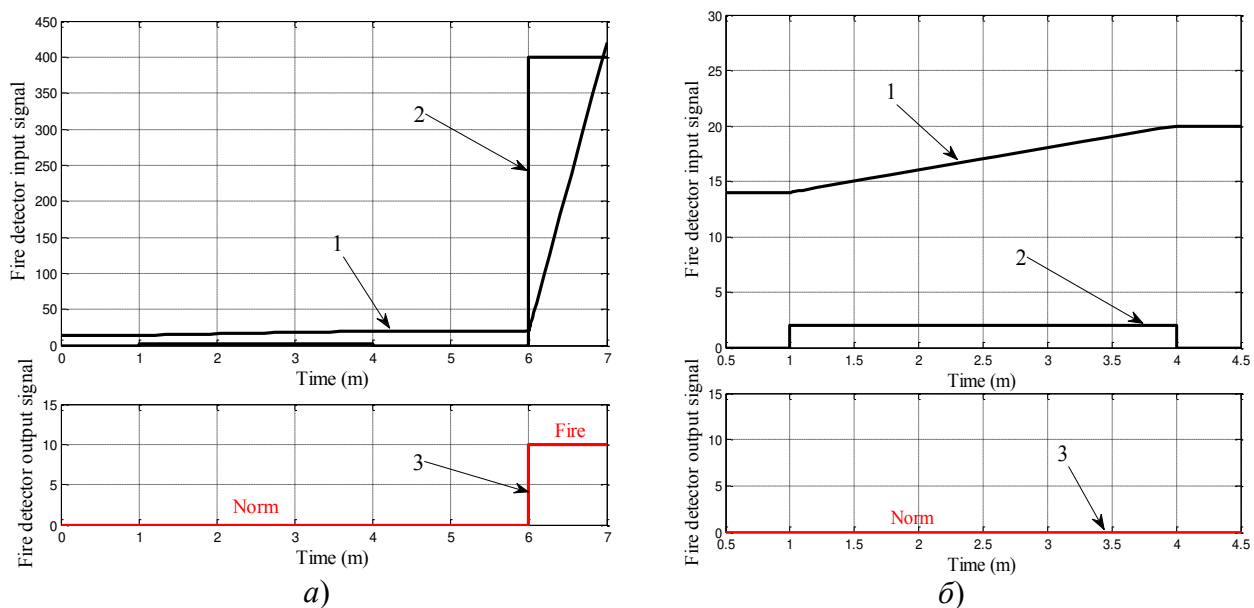 Fire detector input signal
450
400
350
300
250
200
150
100
50
0
0 1 2 3 4 5 6 7
Time (m)
2
1
Fire detector output signal
15
10
5
0
0 1 2 3 4 5 6 7
Time (m)
Fire
3
Norm
а)
Fire detector input signal
30
25
20
15
10
5
0
0.5 1 1.5 2 2.5 3 3.5 4 4.5
Time (m)
1
2
Fire detector output signal
15
10
5
0
0.5 1 1.5 2 2.5 3 3.5 4 4.5
Time (m)
3
Norm
б)